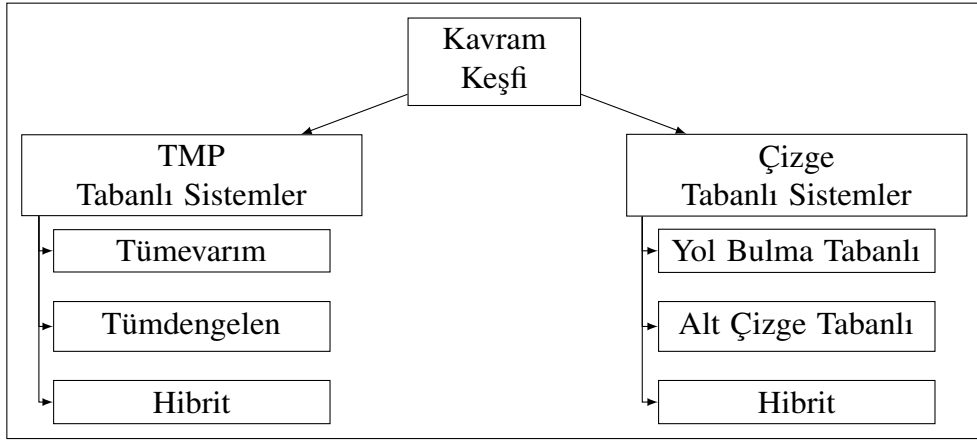 Kavram
Keşfi
TMP
Tabanlı Sistemler
Tümevarım
Tümdengelen
Hibrit
Çizge
Tabanlı Sistemler
Yol Bulma Tabanlı
Alt Çizge Tabanlı
Hibrit